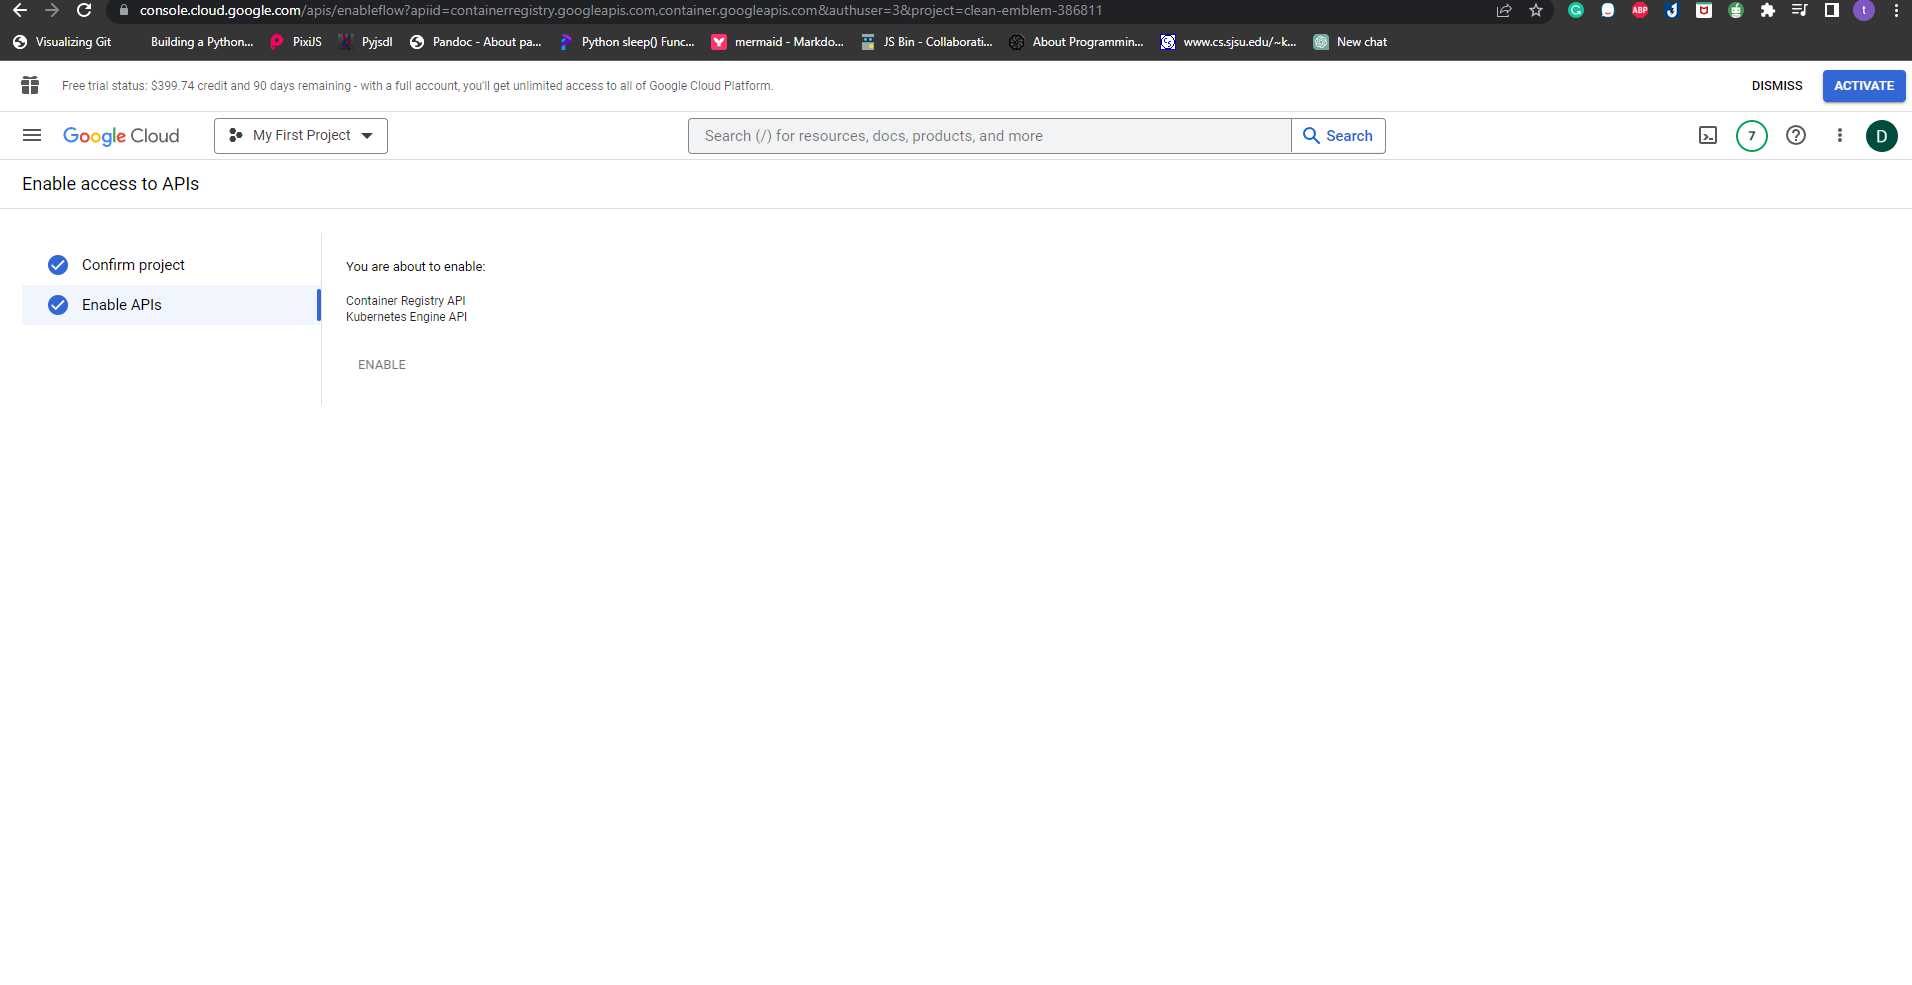 console.cloud.google.com/apis/enableflow?apiid=containerregistry.googleapis.com,container.googleapis.com&authuser=3&project=clean-emblem-386811
ABP
t
Visualizing Git
Building a Python...
PixiJS
Pyjsdl
Pandoc - About pa...
Python sleep() Func...
mermaid - Markdo...
JS Bin - Collaborati...
About Programmin...
www.cs.sjsu.edu/~k...
New chat
Free trial status: $399.74 credit and 90 days remaining - with a full account, you'll get unlimited access to all of Google Cloud Platform.
DISMISS
ACTIVATE
Google Cloud
My First Project
Search (/) for resources, docs, products, and more
Search
7
D
Enable access to APIs
Confirm project
Enable APIs
You are about to enable:
Container Registry API
Kubernetes Engine API
ENABLE